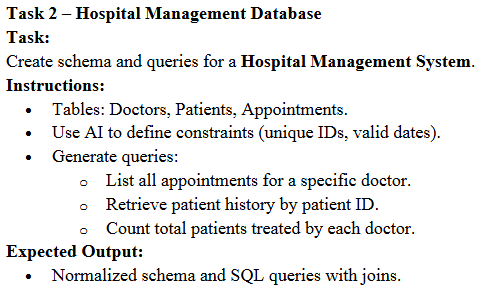 Task 2 – Hospital Management Database
Task:
Create schema and queries for a Hospital Management System.
Instructions:
• Tables: Doctors, Patients, Appointments.
• Use AI to define constraints (unique IDs, valid dates).
• Generate queries:
o List all appointments for a specific doctor.
o Retrieve patient history by patient ID.
o Count total patients treated by each doctor.
Expected Output:
• Normalized schema and SQL queries with joins.